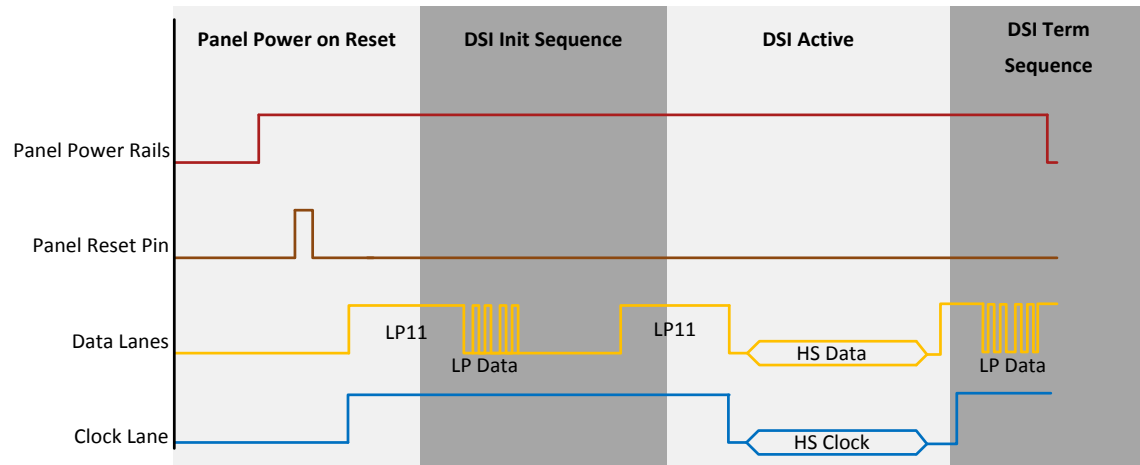 Panel Power on Reset
DSI Init Sequence
DSI Active
DSI Term
Sequence
Panel Power Rails
Panel Reset Pin
Data Lanes
LP11
LP Data
LP11
HS Data
LP Data
Clock Lane
HS Clock